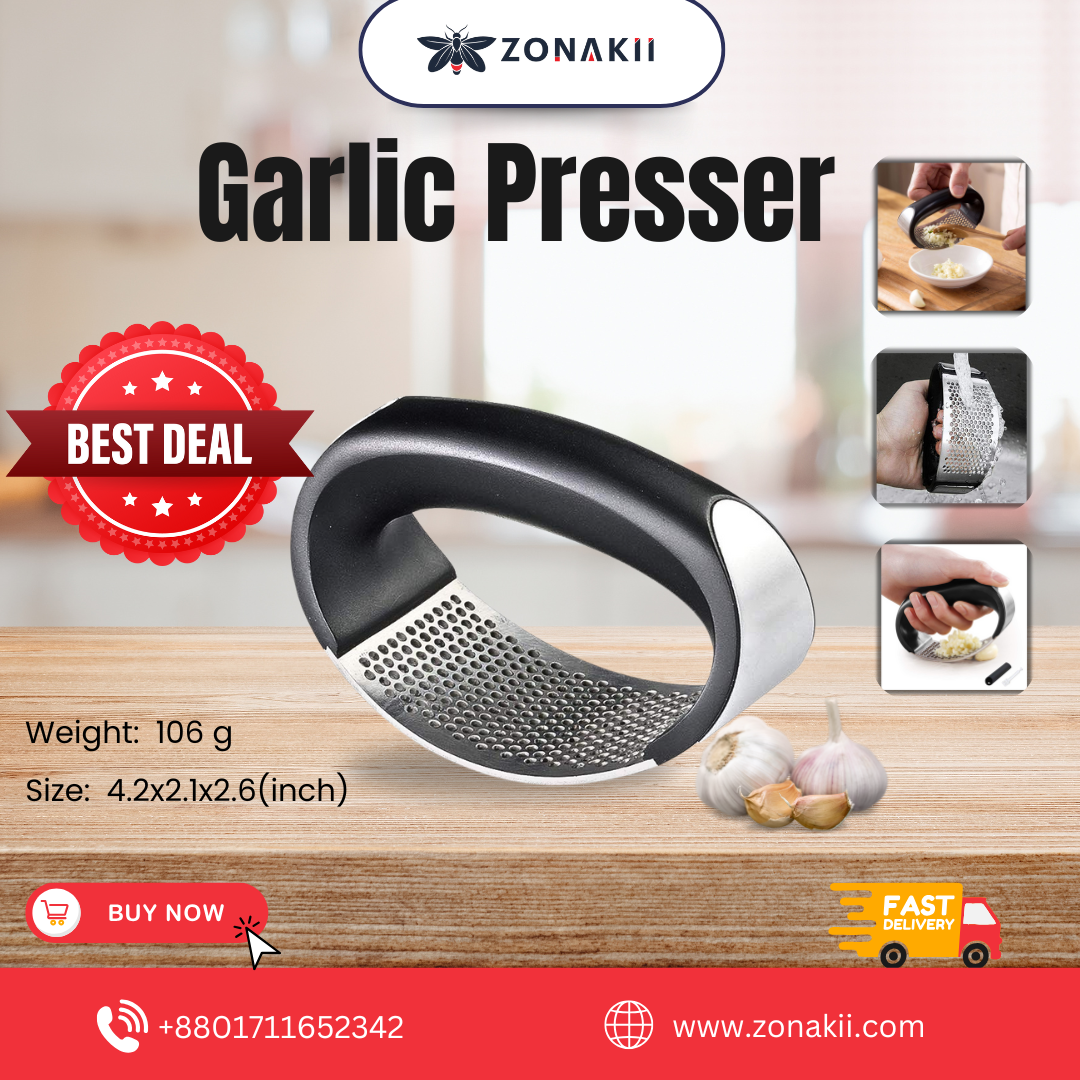 ZONAKII
Garlic Presser
BEST DEAL
Weight: 106 g
Size: 4.2x2.1x2.6(inch)
BUY NOW
FAST
DELIVERY
+8801711652342
www.zonakii.com